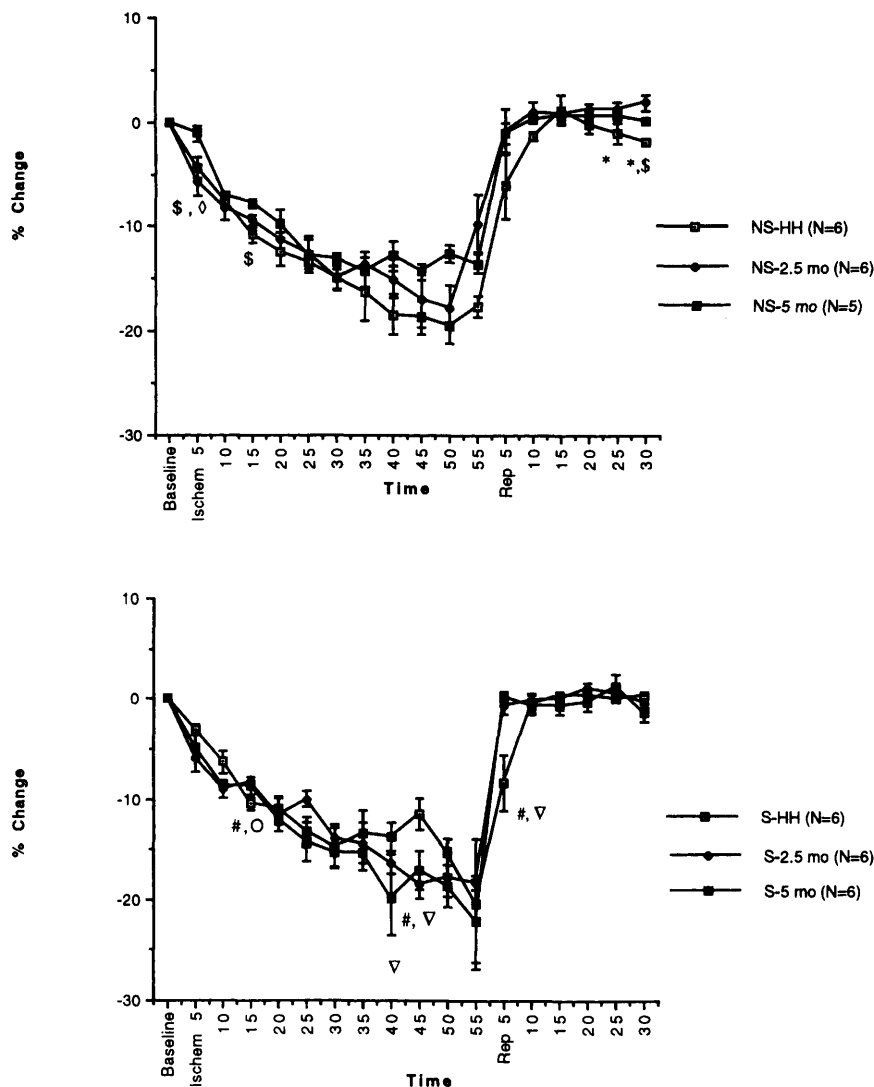 10
0
-10
-20
-30
% Change
$ , ◊
$
*
*,$
NS-HH (N=6)
NS-2.5 mo (N=6)
NS-5 mo (N=5)
Baseline
Ischem 5
10
15
20
25
30
35
40
45
50
55
Rep 5
10
15
20
25
30
Time
10
0
-10
-20
-30
% Change
#, O
#, ▽
▽
#, ▽
S-HH (N=6)
S-2.5 mo (N=6)
S-5 mo (N=6)
Baseline
Ischem 5
10
15
20
25
30
35
40
45
50
55
Rep 5
10
15
20
25
30
Time